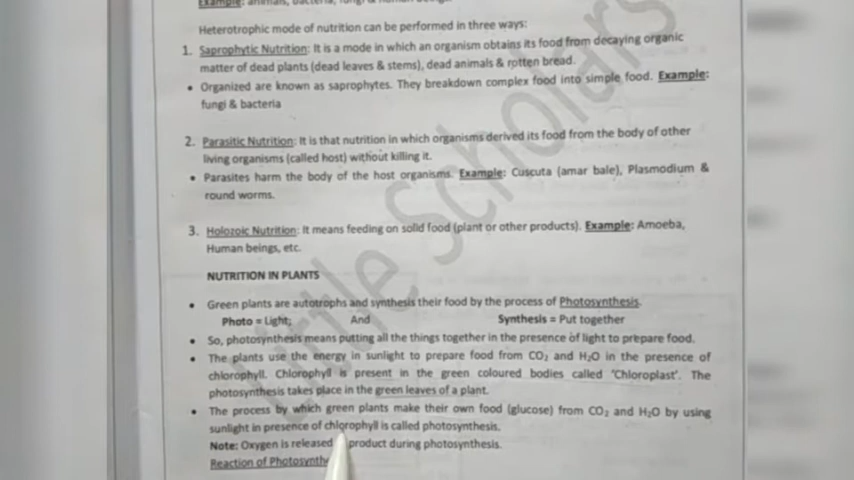 Example: animals, bacteria, fungi & human being.
Heterotrophic mode of nutrition can be performed in three ways:
1. Saprophytic Nutrition: It is a mode in which an organism obtains its food from decaying organic
matter of dead plants (dead leaves & stems), dead animals & rotten bread.
• Organized are known as saprophytes. They breakdown complex food into simple food. Example:
fungi & bacteria
2. Parasitic Nutrition: It is that nutrition in which organisms derived its food from the body of other
living organisms (called host) without killing it.
• Parasites harm the body of the host organisms. Example: Cuscuta (amar bale), Plasmodium &
round worms.
3. Holozoic Nutrition: It means feeding on solid food (plant or other products). Example: Amoeba,
Human beings, etc.
NUTRITION IN PLANTS
• Green plants are autotrophs and synthesis their food by the process of Photosynthesis.
Photo = Light; And Synthesis = Put together
• So, photosynthesis means putting all the things together in the presence of light to prepare food.
• The plants use the energy in sunlight to prepare food from CO₂ and H₂O in the presence of
chlorophyll. Chlorophyll is present in the green coloured bodies called 'Chloroplast'. The
photosynthesis takes place in the green leaves of a plant.
• The process by which green plants make their own food (glucose) from CO₂ and H₂O by using
sunlight in presence of chlorophyll is called photosynthesis.
Note: Oxygen is released product during photosynthesis.
Reaction of Photosynth
Little Scholars